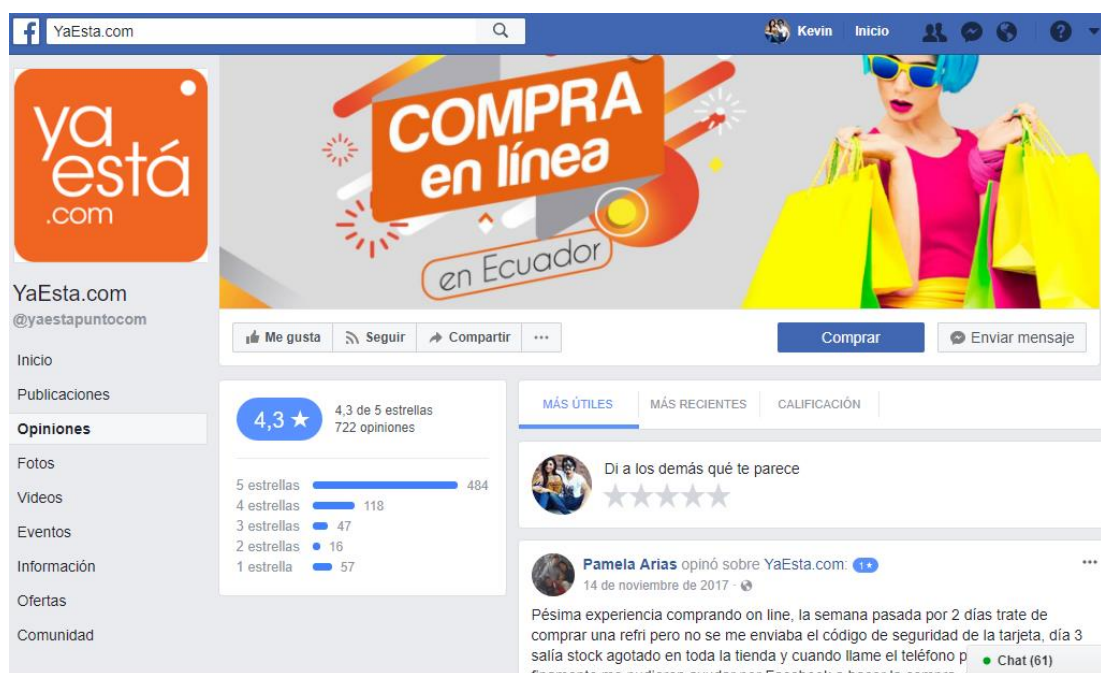 YaEsta.com
Kevin Inicio
ya
está
.com
COMPRA
en línea
en Ecuador
YaEsta.com
@yaestapuntocom
Inicio
Publicaciones
Opiniones
Fotos
Videos
Eventos
Información
Ofertas
Comunidad
Me gusta Seguir Compartir ...
Comprar Enviar mensaje
4,3 ★
4,3 de 5 estrellas
722 opiniones
5 estrellas 484
4 estrellas 118
3 estrellas 47
2 estrellas 16
1 estrella 57
MÁS ÚTILES MÁS RECIENTES CALIFICACIÓN
Di a los demás qué te parece
Pamela Arias opinó sobre YaEsta.com: 1★
14 de noviembre de 2017 ·
Pésima experiencia comprando on line, la semana pasada por 2 días trate de
comprar una refri pero no se me enviaba el código de seguridad de la tarjeta, día 3
salía stock agotado en toda la tienda y cuando llame el teléfono p
Chat (61)